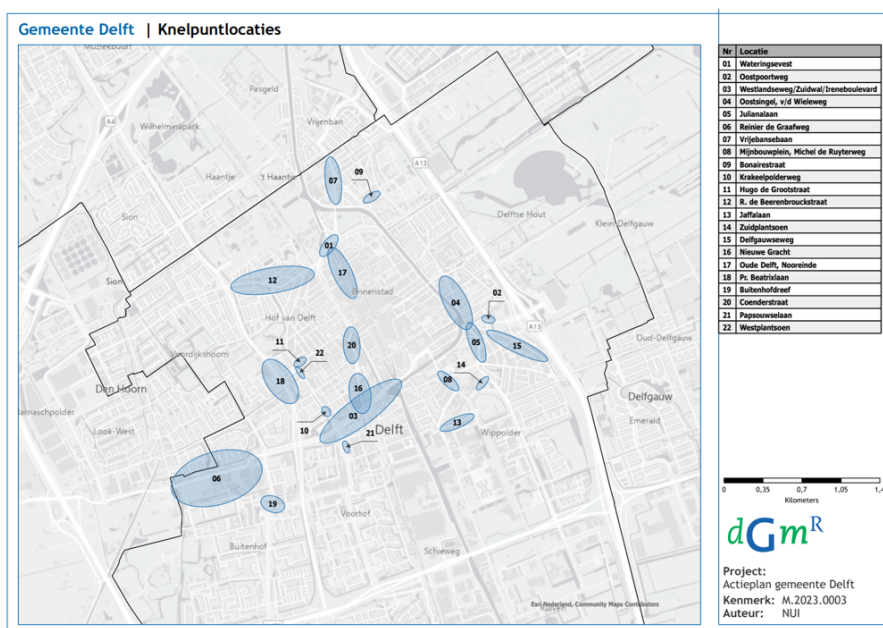 Gemeente Delft | Knelpuntlocaties
Muziekbuurt
Pasgeld
A4
Wilhelminapark
Vrijenban
Haantje
't Haantje
A13
07
09
Sion
Delftse Hout
Klein-Delfgauw
01
12
17
Binnenstad
Sion
04
02
Hof van Delft
A13
05
15
Oud-Delfgauw
20
11
22
Voordijkshoorn
14
18
08
Den Hoorn
16
Delfgauw
Harnaschpolder
10
03
Delft
13
Emerald
Look-West
21
Wippolder
06
19
Voorhof
Buitenhof
Schieweg
Esri-Nederland, Community Maps Contributors
Ruiven
Nr Locatie
01 Wateringsevest
02 Oostpoortweg
03 Westlandseweg/Zuidwal/Ireneboulevard
04 Oostsingel, v/d Wieleweg
05 Julianalaan
06 Reinier de Graafweg
07 Vrijebansebaan
08 Mijnbouwplein, Michel de Ruyterweg
09 Bonairestraat
10 Krakeelpolderweg
11 Hugo de Grootstraat
12 R. de Beerenbrouckstraat
13 Jaffalaan
14 Zuidplantsoen
15 Delfgauwseweg
16 Nieuwe Gracht
17 Oude Delft, Nooreinde
18 Pr. Beatrixlaan
19 Buitenhofdreef
20 Coenderstraat
21 Papsouwselaan
22 Westplantsoen
0 0,35 0,7 1,05 1,4
Kilometers
dGmR
Project:
Actieplan gemeente Delft
Kenmerk: M.2023.0003
Auteur: NUI